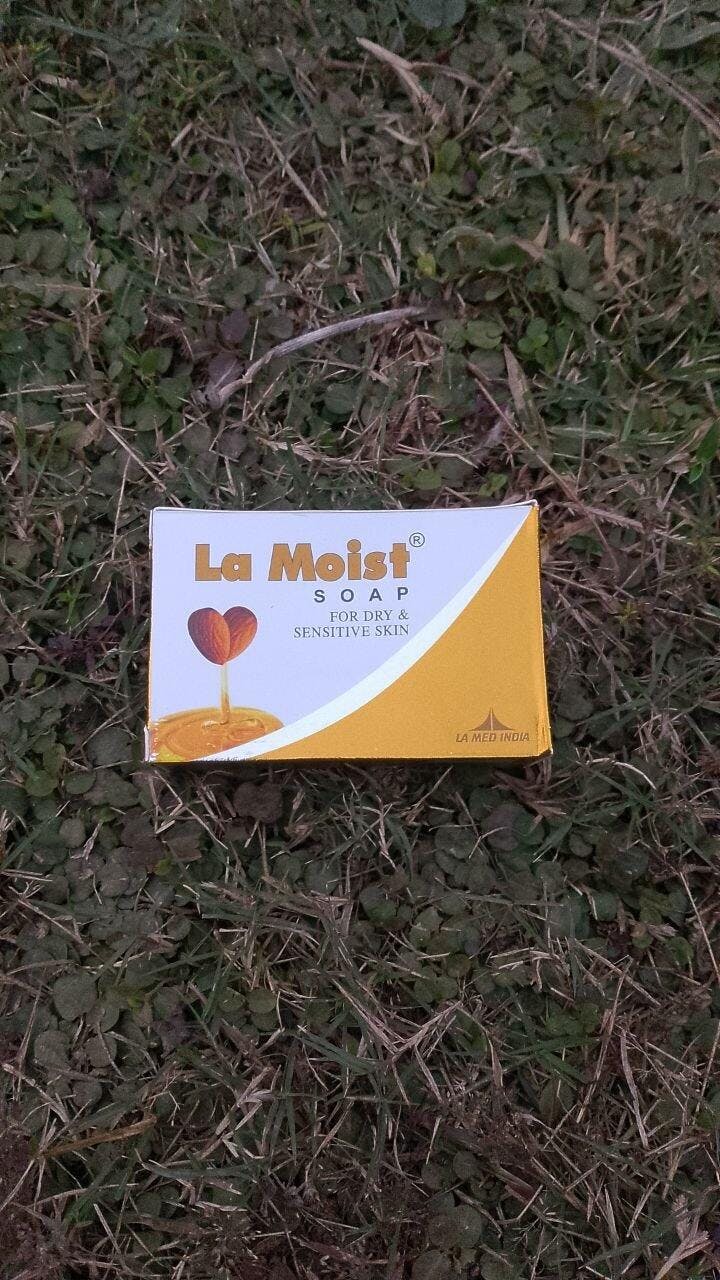 La Moist®
SOAP
FOR DRY &
SENSITIVE SKIN
LA MED INDIA